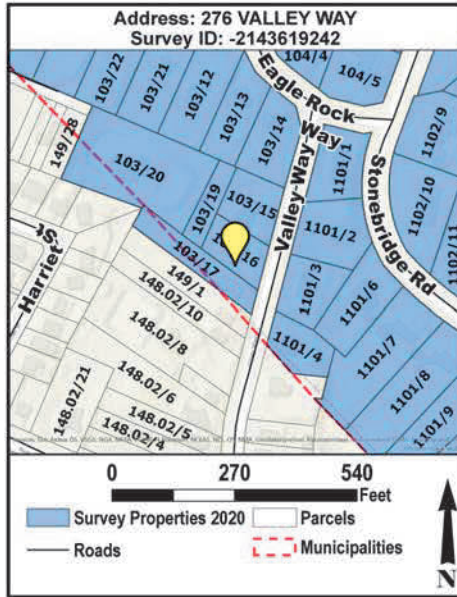 Address: 276 VALLEY WAY
Survey ID: -2143619242
103/22
103/21
103/12
103/13
103/14
104/4
104/5
Eagle Rock Way
1102/9
149/28
103/20
103/19
103/15
1101/1
Valley Way
Stonebridge Rd
1102/10
1101/2
1102/11
Harriet
103/17
149/1
1101/3
1101/6
148.02/10
148.02/8
1101/4
1101/7
148.02/21
148.02/6
148.02/5
148.02/4
1101/8
1101/9
0 270 540
Feet
Survey Properties 2020
Parcels
Roads
Municipalities
N